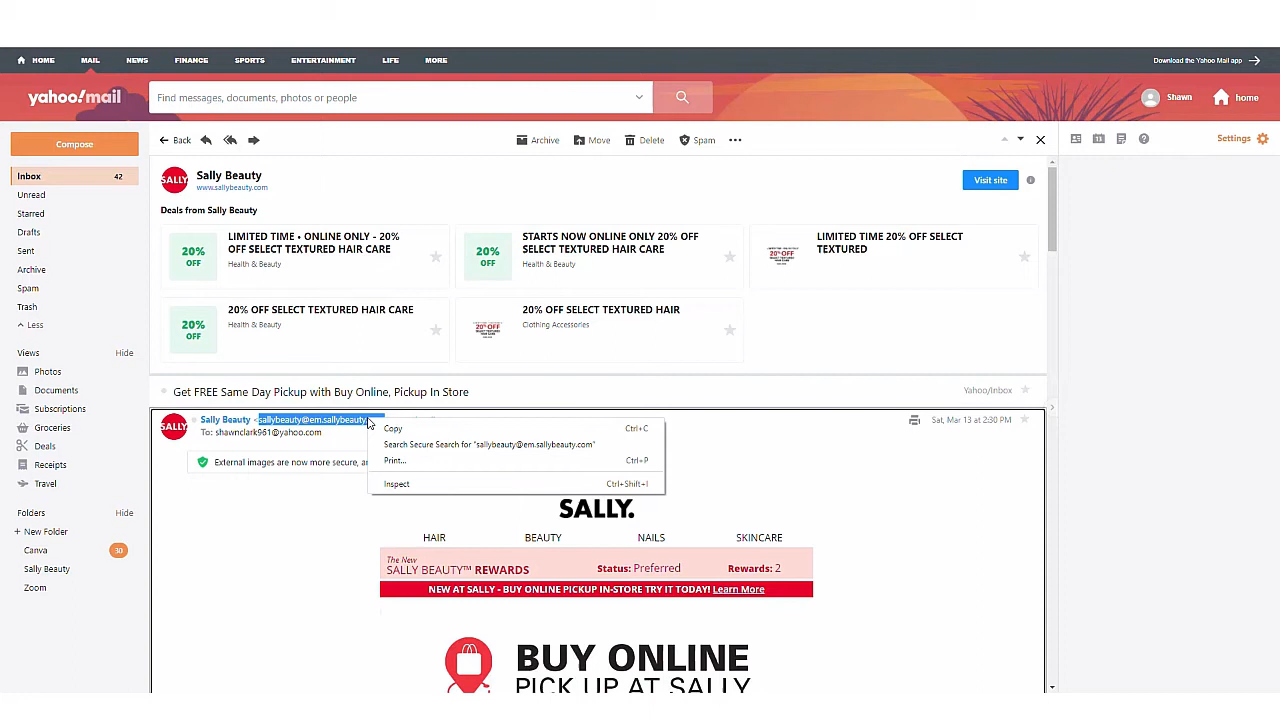 HOME MAIL NEWS FINANCE SPORTS ENTERTAINMENT LIFE MORE Download the Yahoo Mail app
yahoo!mail Find messages, documents, photos or people Shawn home
Compose Back Archive Move Delete Spam Settings
Inbox 42
Unread
Starred
Drafts
Sent
Archive
Spam
Trash
Less
Views Hide
Photos
Documents
Subscriptions
Groceries
Deals
Receipts
Travel
Folders Hide
+ New Folder
Canva 30
Sally Beauty
Zoom
SALLY Sally Beauty
www.sallybeauty.com
Visit site
Deals from Sally Beauty
20% OFF
LIMITED TIME • ONLINE ONLY - 20%
OFF SELECT TEXTURED HAIR CARE
Health & Beauty
20% OFF
STARTS NOW ONLINE ONLY 20% OFF
SELECT TEXTURED HAIR CARE
Health & Beauty
20% OFF
LIMITED TIME 20% OFF SELECT
TEXTURED
20% OFF
20% OFF SELECT TEXTURED HAIR CARE
Health & Beauty
20% OFF
20% OFF SELECT TEXTURED HAIR
Clothing Accessories
Get FREE Same Day Pickup with Buy Online, Pickup In Store Yahoo/Inbox
SALLY Sally Beauty <sallybeauty@em.sallybeauty. Sat, Mar 13 at 2:30 PM
To: shawnclark961@yahoo.com
External images are now more secure, a
Copy Ctrl+C
Search Secure Search for "sallybeauty@em.sallybeauty.com"
Print... Ctrl+P
Inspect Ctrl+Shift+I
SALLY.
HAIR BEAUTY NAILS SKINCARE
The New
SALLY BEAUTY™ REWARDS Status: Preferred Rewards: 2
NEW AT SALLY - BUY ONLINE PICKUP IN-STORE TRY IT TODAY! Learn More
BUY ONLINE
PICK UP AT SALLY